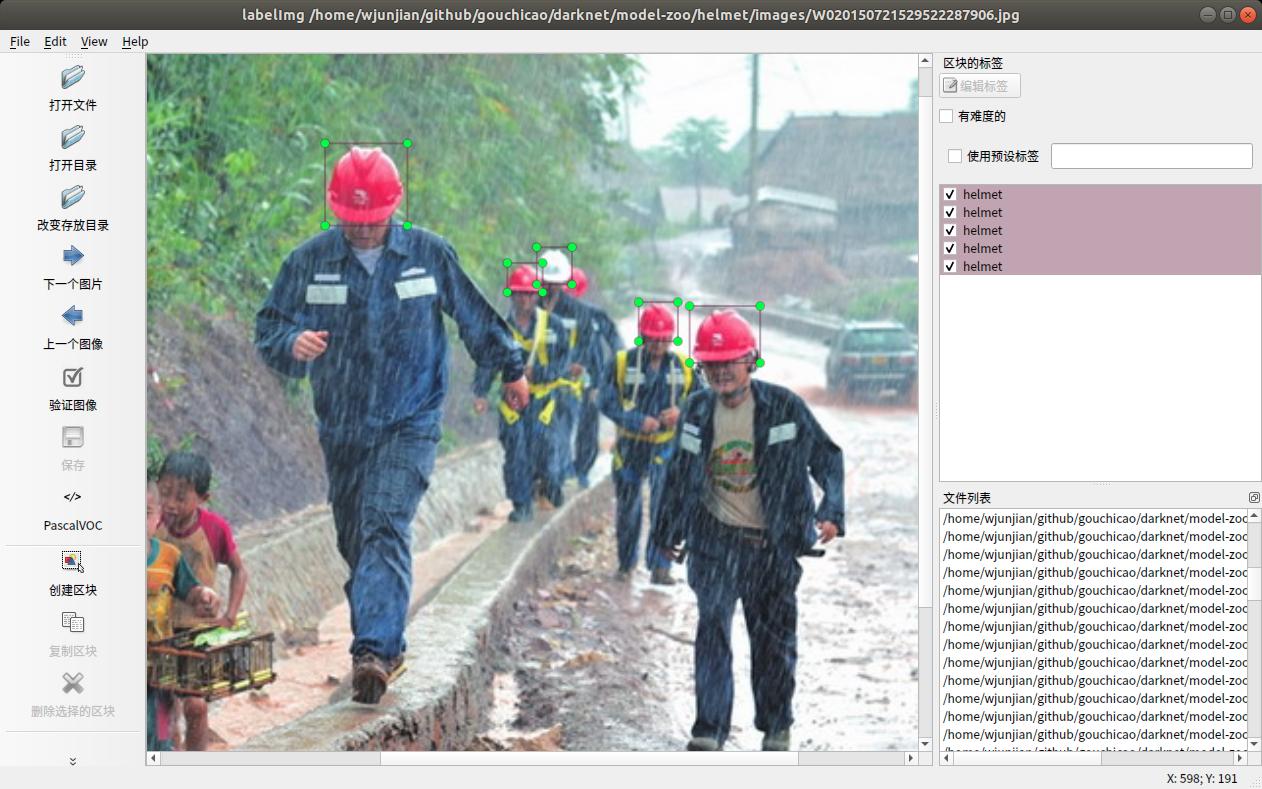 labelImg /home/wjunjian/github/gouchicao/darknet/model-zoo/helmet/images/W020150721529522287906.jpg
File Edit View Help
打开文件
打开目录
改变存放目录
下一个图片
上一个图像
验证图像
保存
</>
PascalVOC
创建区块
复制区块
删除选择的区块
区块的标签
编辑标签
有难度的
使用预设标签
helmet
helmet
helmet
helmet
helmet
文件列表
/home/wjunjian/github/gouchicao/darknet/model-zoo
/home/wjunjian/github/gouchicao/darknet/model-zoo
/home/wjunjian/github/gouchicao/darknet/model-zoo
/home/wjunjian/github/gouchicao/darknet/model-zoo
/home/wjunjian/github/gouchicao/darknet/model-zoo
/home/wjunjian/github/gouchicao/darknet/model-zoo
/home/wjunjian/github/gouchicao/darknet/model-zoo
/home/wjunjian/github/gouchicao/darknet/model-zoo
/home/wjunjian/github/gouchicao/darknet/model-zoo
/home/wjunjian/github/gouchicao/darknet/model-zoo
/home/wjunjian/github/gouchicao/darknet/model-zoo
/home/wjunjian/github/gouchicao/darknet/model-zoo
/home/wjunjian/github/gouchicao/darknet/model-zoo
X: 598; Y: 191